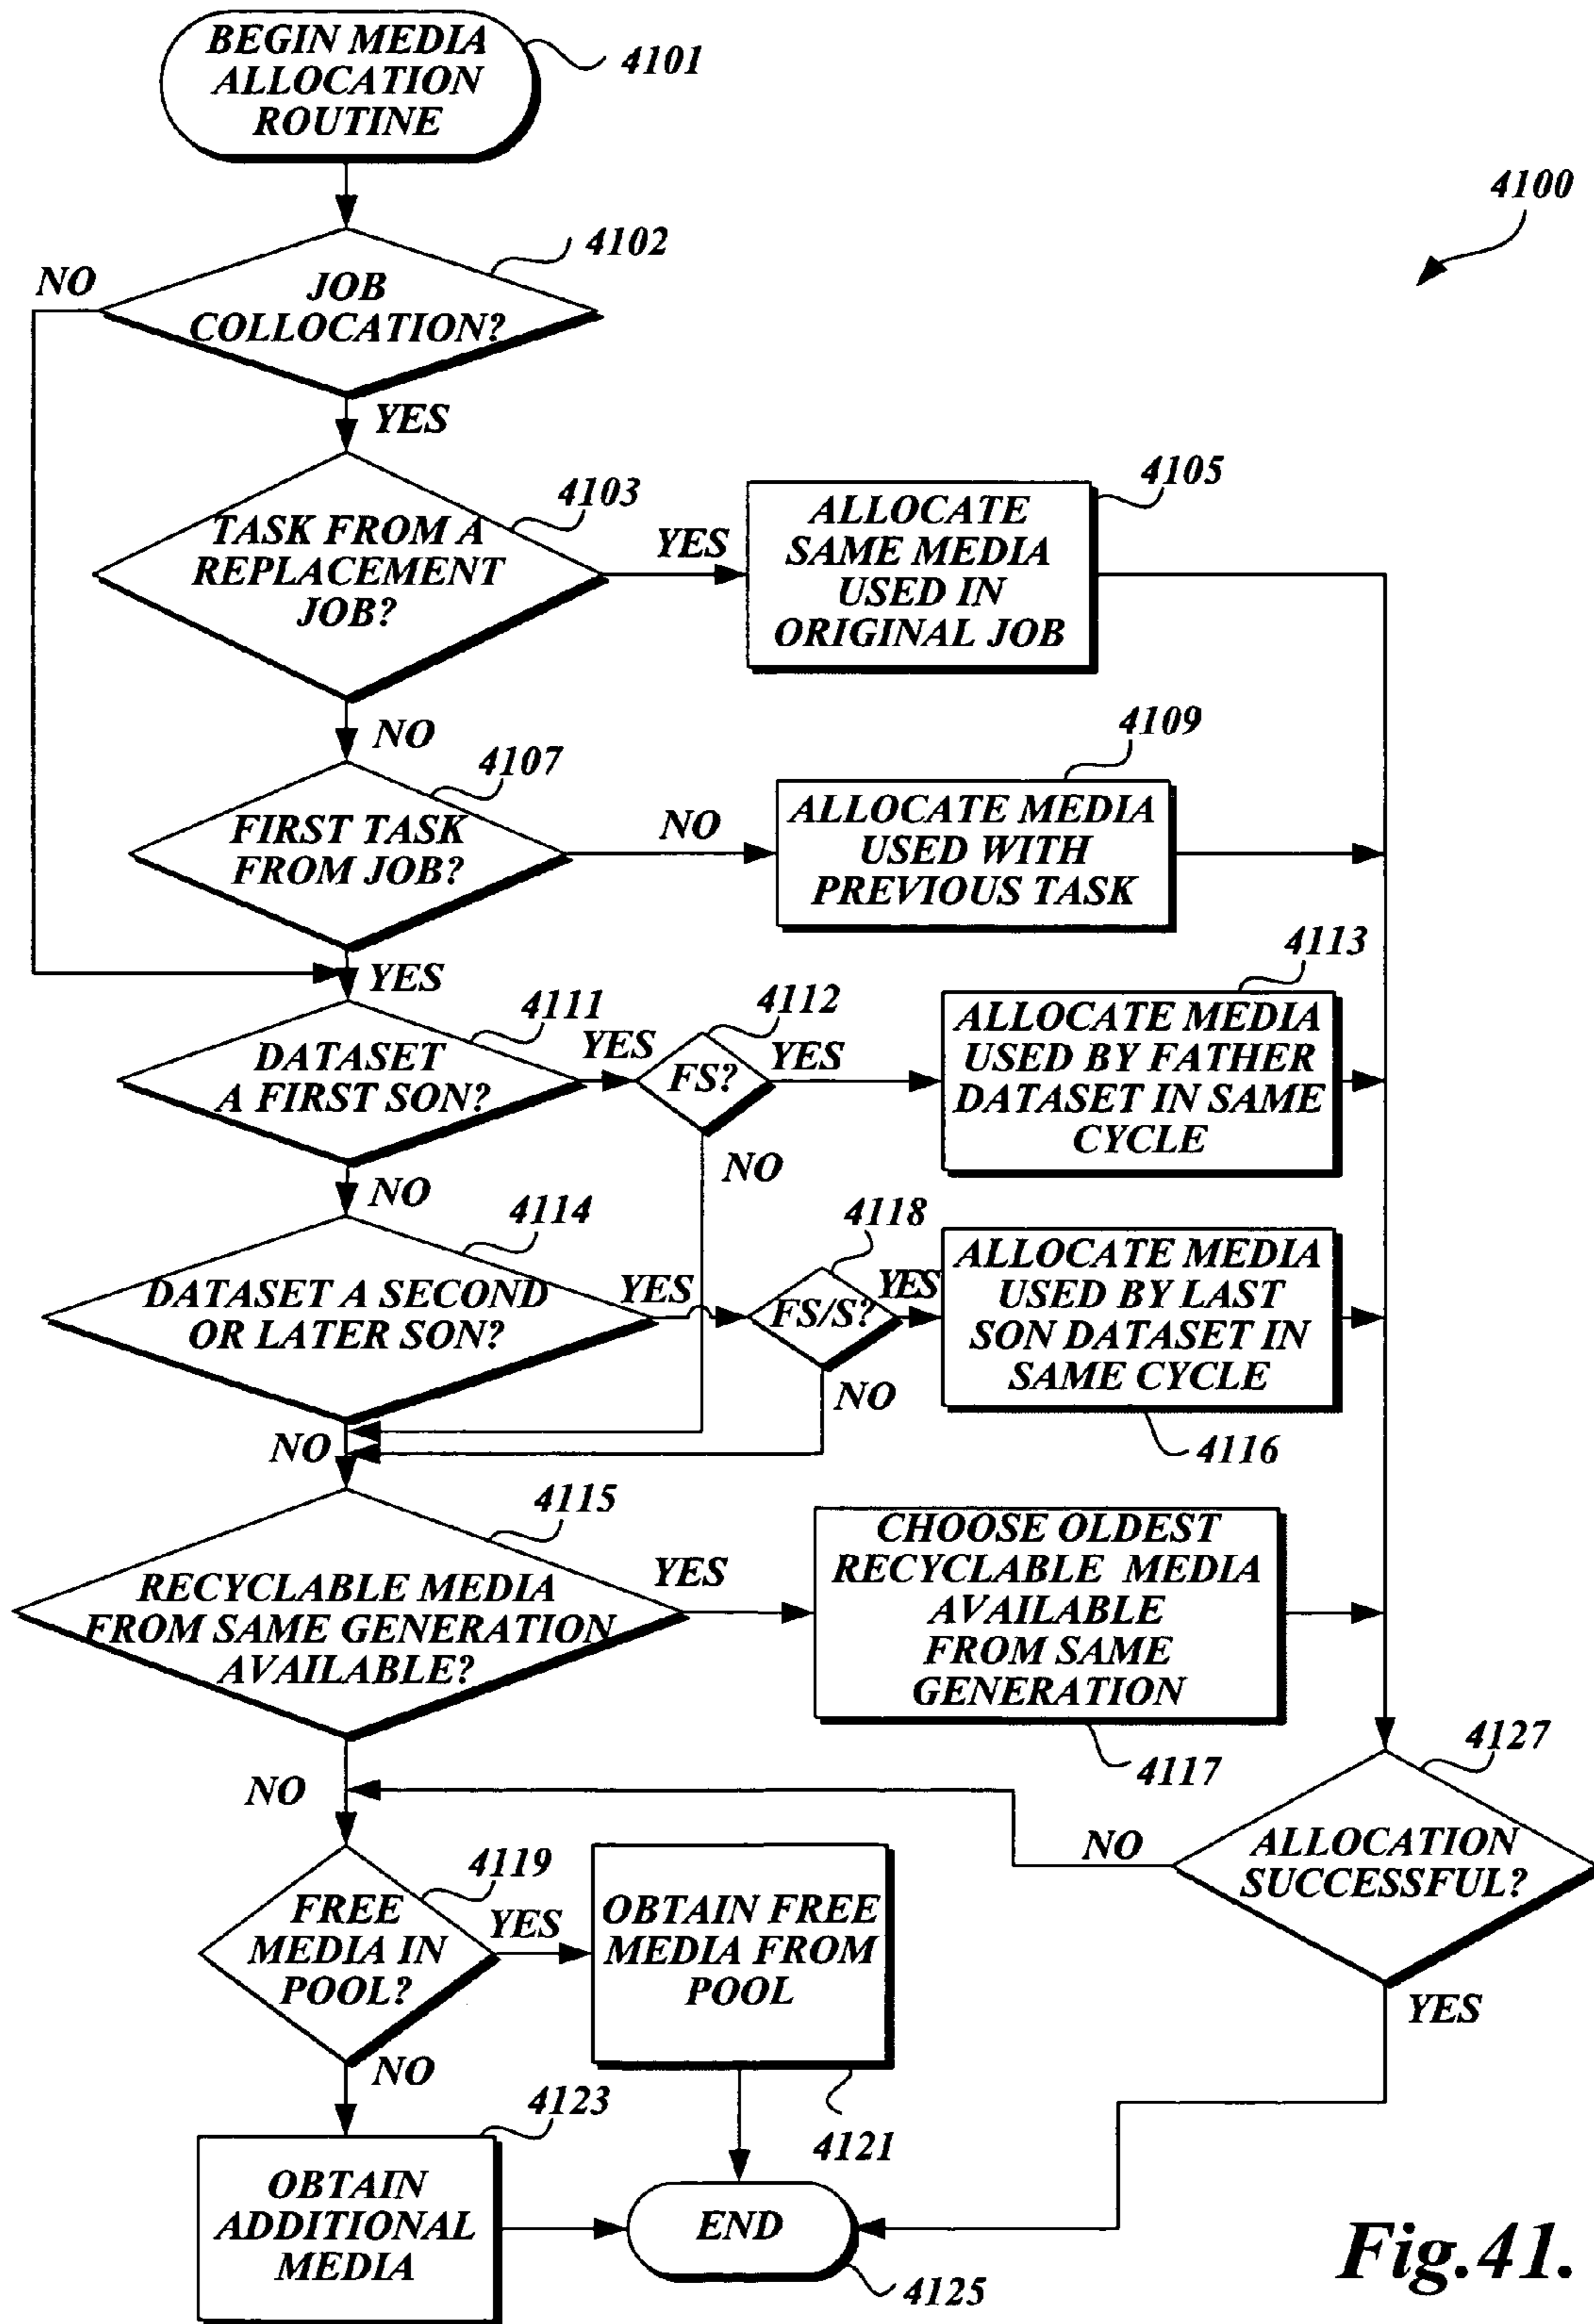 BEGIN MEDIA
ALLOCATION
ROUTINE
4101
4100
4102
NO
JOB
COLLOCATION?
YES
4103
TASK FROM A
REPLACEMENT
JOB?
YES
4105
ALLOCATE
SAME MEDIA
USED IN
ORIGINAL JOB
NO
4107
FIRST TASK
FROM JOB?
NO
4109
ALLOCATE MEDIA
USED WITH
PREVIOUS TASK
YES
4111
DATASET
A FIRST SON?
YES
4112
FS?
YES
4113
ALLOCATE MEDIA
USED BY FATHER
DATASET IN SAME
CYCLE
NO
NO
4114
DATASET A SECOND
OR LATER SON?
YES
4118
FS/S?
YES
ALLOCATE MEDIA
USED BY LAST
SON DATASET IN
SAME CYCLE
4116
NO
NO
4115
RECYCLABLE MEDIA
FROM SAME GENERATION
AVAILABLE?
YES
CHOOSE OLDEST
RECYCLABLE MEDIA
AVAILABLE
FROM SAME
GENERATION
4117
NO
4127
ALLOCATION
SUCCESSFUL?
NO
YES
4119
FREE
MEDIA IN
POOL?
YES
OBTAIN FREE
MEDIA FROM
POOL
4121
NO
4123
OBTAIN
ADDITIONAL
MEDIA
END
4125
Fig.41.